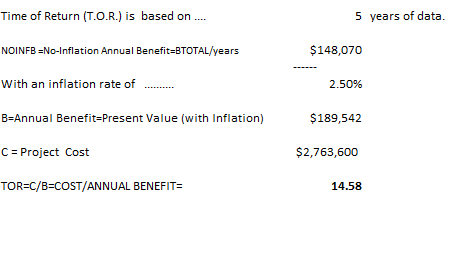 Time of Return (T.O.R.) is based on .... 5 years of data.
NOINFB =No-Inflation Annual Benefit=BTOTAL/years $148,070
------
With an inflation rate of .......... 2.50%
B=Annual Benefit=Present Value (with Inflation) $189,542
C = Project Cost $2,763,600
TOR=C/B=COST/ANNUAL BENEFIT= 14.58